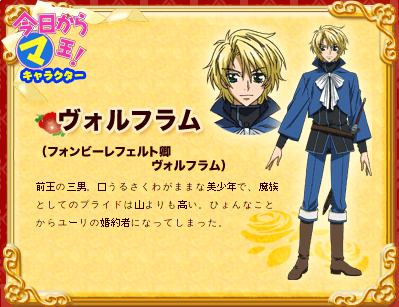 今日から
マ王!
キャラクター
ヴォルフラム
(フォンビーレフェルト卿
ヴォルフラム)
前王の三男。口うるさくわがままな美少年で、魔族
としてのプライドは山よりも高い。ひょんなこと
からユーリの婚約者になってしまった。